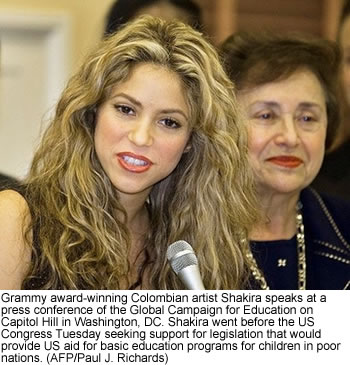 Grammy award-winning Colombian artist Shakira speaks at a
press conference of the Global Campaign for Education on
Capitol Hill in Washington, DC. Shakira went before the US
Congress Tuesday seeking support for legislation that would
provide US aid for basic education programs for children in poor
nations. (AFP/Paul J. Richards)